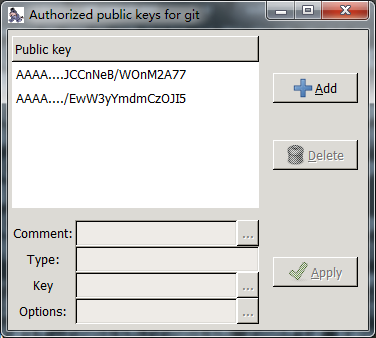 Authorized public keys for git
Public key
AAAA....JCCnNeB/WOnM2A77
AAAA..../EwW3yYmdmCzOJI5
Add
Delete
Comment: ...
Type:
Key ...
Options: ...
Apply